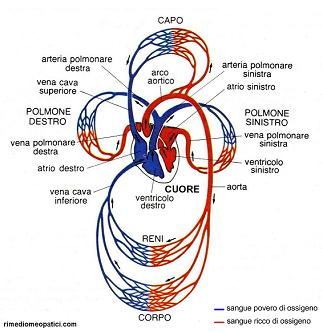 CAPO
arteria polmonare
destra
arteria polmonare
sinistra
arco
aortico
vena cava
superiore
atrio sinistro
POLMONE
DESTRO
POLMONE
SINISTRO
vena polmonare
destra
vena polmonare
sinistra
atrio destro
ventricolo
sinistro
CUORE
vena cava
inferiore
ventricolo
destro
aorta
RENI
CORPO
sangue povero di ossigeno
sangue ricco di ossigeno
rimediomeopatici.com